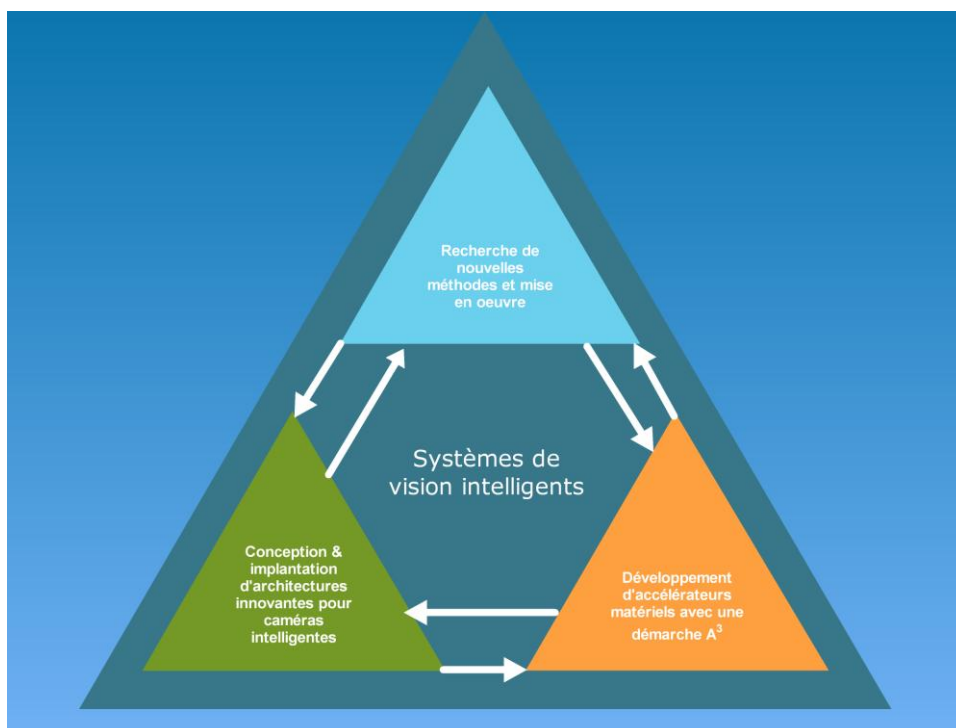 Recherche de
nouvelles
méthodes et mise
en oeuvre
Systèmes de
vision intelligents
Conception &
implantation
d'architectures
innovantes pour
caméras
intelligentes
Développement
d'accélérateurs
matériels avec une
démarche A³